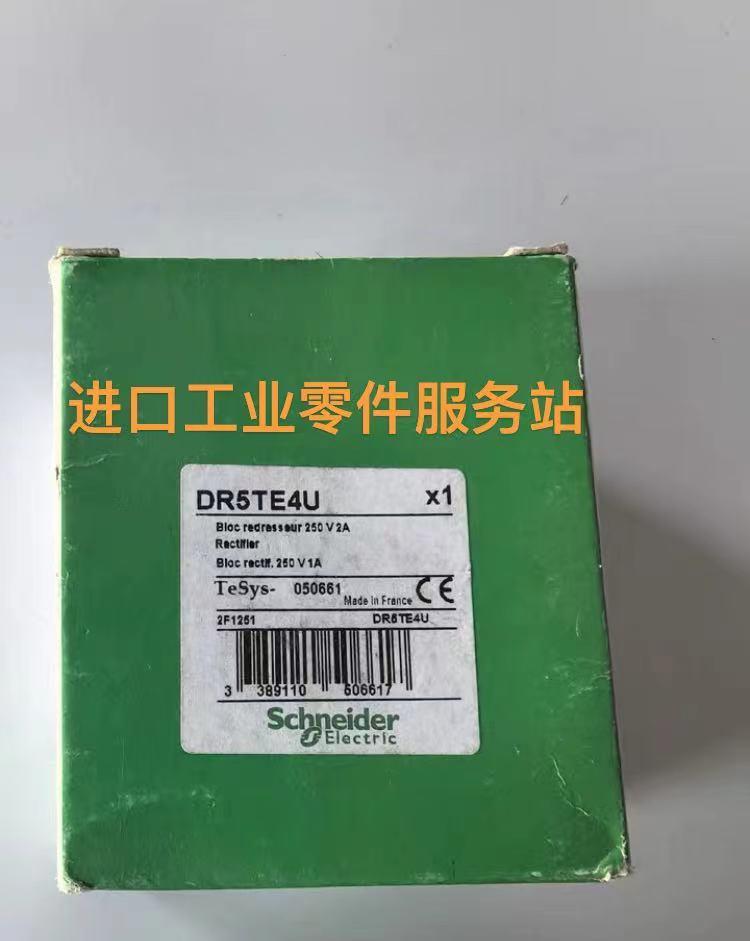 进口工业零件服务站
DR5TE4U x1
Bloc redresseur 250 V 2A
Rectifier
Bloc rectif. 250 V 1A
TeSys- 050661 Made in France CE
2F1251 DR5TE4U
3 389110 506617
Schneider
Electric